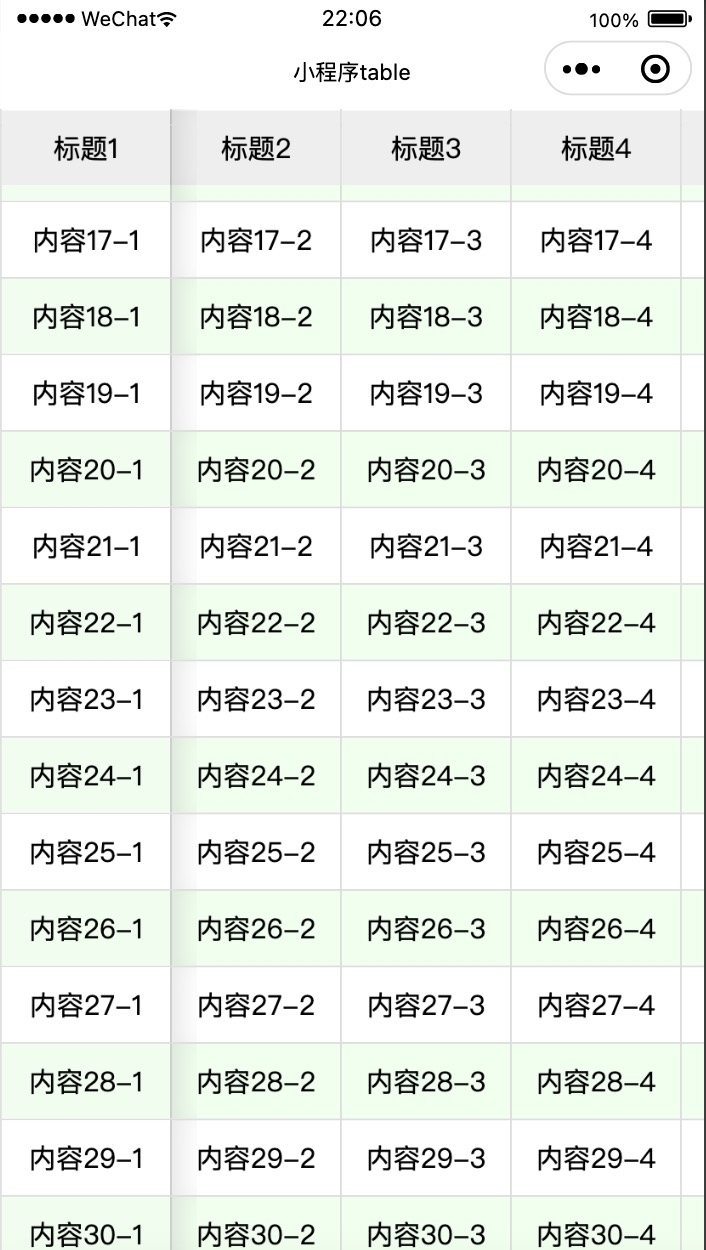 WeChat 22:06 100%
小程序table
标题1 标题2 标题3 标题4
内容17-1 内容17-2 内容17-3 内容17-4
内容18-1 内容18-2 内容18-3 内容18-4
内容19-1 内容19-2 内容19-3 内容19-4
内容20-1 内容20-2 内容20-3 内容20-4
内容21-1 内容21-2 内容21-3 内容21-4
内容22-1 内容22-2 内容22-3 内容22-4
内容23-1 内容23-2 内容23-3 内容23-4
内容24-1 内容24-2 内容24-3 内容24-4
内容25-1 内容25-2 内容25-3 内容25-4
内容26-1 内容26-2 内容26-3 内容26-4
内容27-1 内容27-2 内容27-3 内容27-4
内容28-1 内容28-2 内容28-3 内容28-4
内容29-1 内容29-2 内容29-3 内容29-4
内容30-1 内容30-2 内容30-3 内容30-4